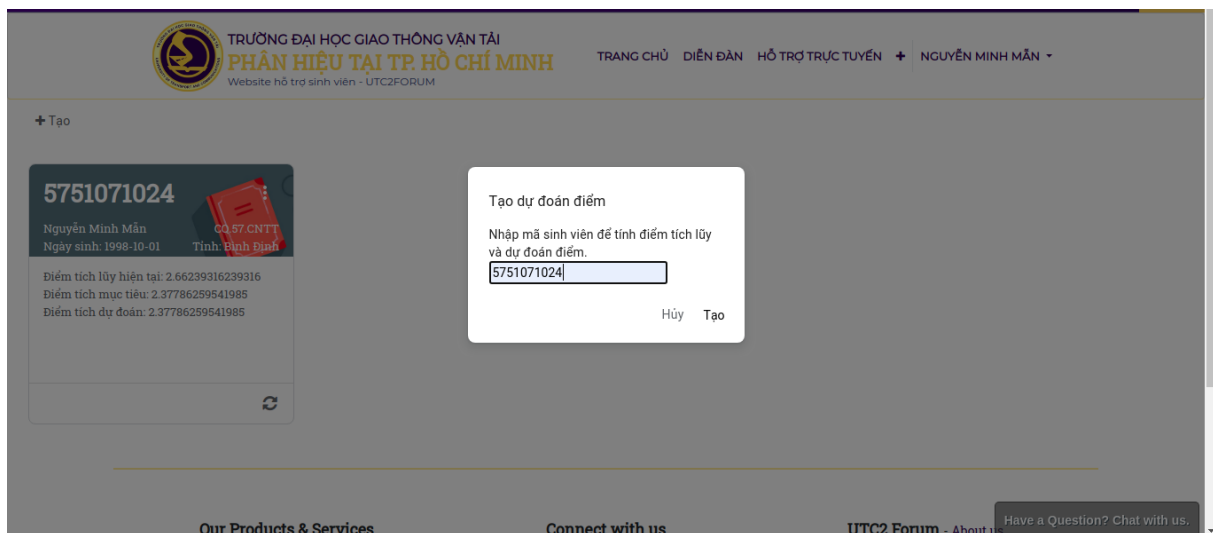 TRƯỜNG ĐẠI HỌC GIAO THÔNG VẬN TẢI
PHÂN HIỆU TẠI TP. HỒ CHÍ MINH
Website hỗ trợ sinh viên - UTC2FORUM
TRANG CHỦ DIỄN ĐÀN HỖ TRỢ TRỰC TUYẾN + NGUYỄN MINH MẪN
+ Tạo
5751071024
Nguyễn Minh Mẫn CQ.57.CNTT
Ngày sinh: 1998-10-01 Tỉnh: Bình Định
Điểm tích lũy hiện tại: 2.66239316239316
Điểm tích mục tiêu: 2.37786259541985
Điểm tích dự đoán: 2.37786259541985
Tạo dự đoán điểm
Nhập mã sinh viên để tính điểm tích lũy
và dự đoán điểm.
5751071024
Hủy Tạo
Our Products & Services
Connect with us
UTC2 Forum - About us
Have a Question? Chat with us.